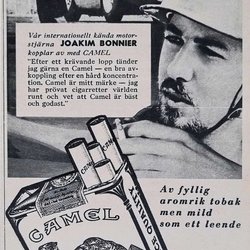 Vår internationellt kända motor-
stjärna JOAKIM BONNIER
kopplar av med CAMEL
"Efter ett krävande lopp tänder
jag gärna en Camel — en bra av-
koppling efter en hård koncentra-
tion. Camel är mitt märke — jag
har prövat cigarretter världen
runt och vet att Camel är bäst
och godast."
CAMEL
CE QUALITY
Av fyllig
aromrik tobak
men mild
som ett leende